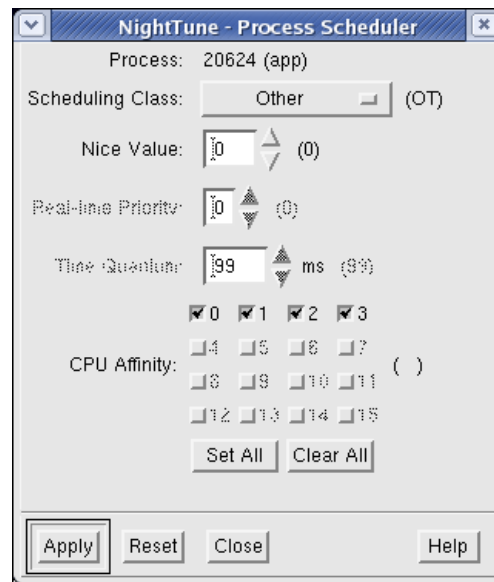 NightTune - Process Scheduler
Process: 20624 (app)
Scheduling Class: Other (OT)
Nice Value: 0 (0)
Real-time Priority: 0 (0)
Time Quantum: 99 ms (99)
0 1 2 3
4 5 6 7
CPU Affinity: ( )
8 9 10 11
12 13 14 15
Set All Clear All
Apply Reset Close Help